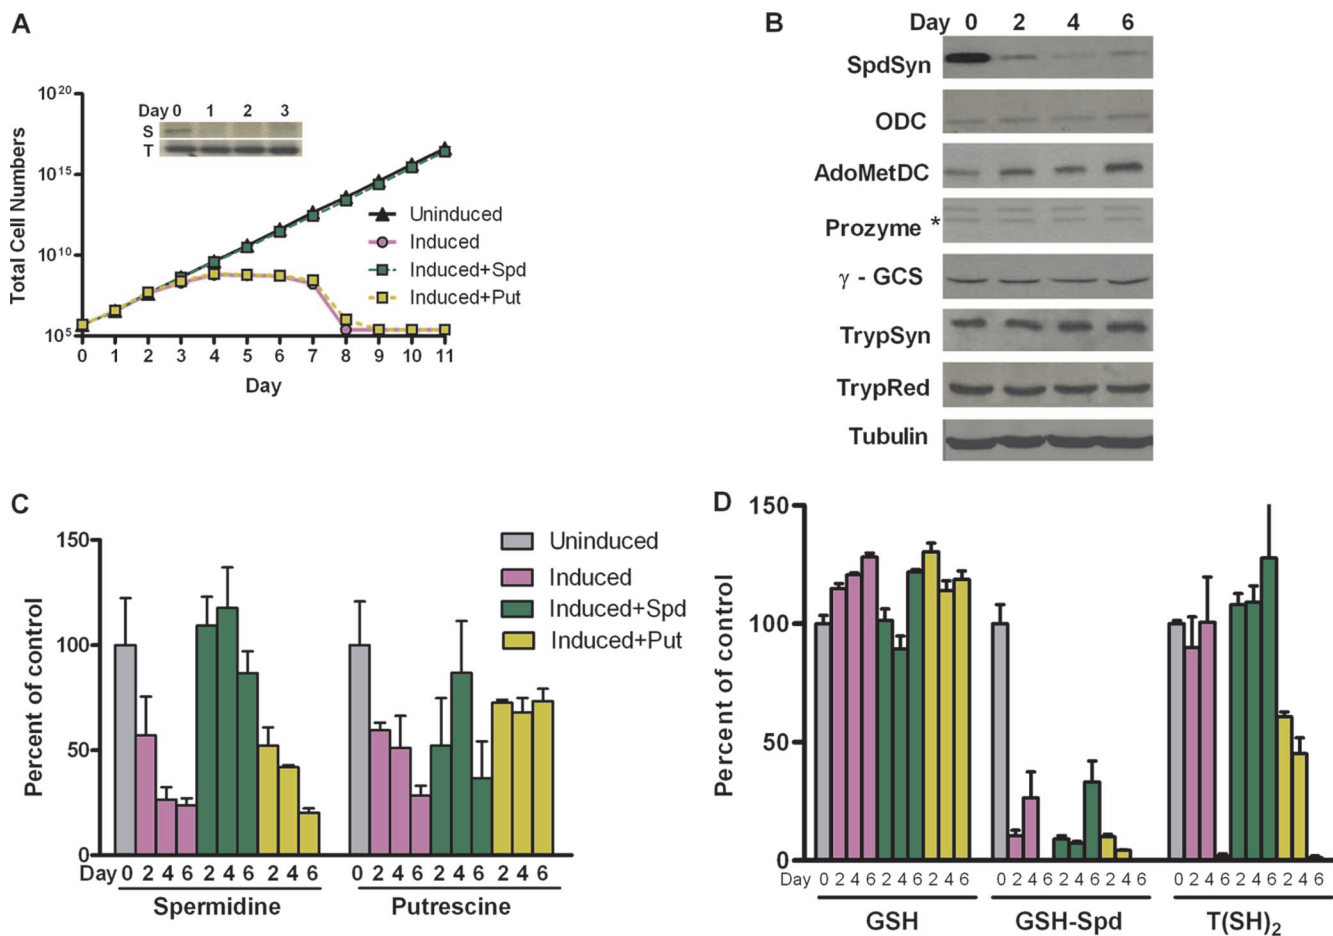 A
10^20
10^15
10^10
10^5
Total Cell Numbers
Day 0 1 2 3
S
T
Uninduced
Induced
Induced+Spd
Induced+Put
0 1 2 3 4 5 6 7 8 9 10 11
Day
B
Day 0 2 4 6
SpdSyn
ODC
AdoMetDC
Prozyme *
γ - GCS
TrypSyn
TrypRed
Tubulin
C
150
100
50
0
Percent of control
Uninduced
Induced
Induced+Spd
Induced+Put
Day 0 2 4 6 2 4 6 2 4 6 0 2 4 6 2 4 6 2 4 6
Spermidine Putrescine
D
150
100
50
0
Percent of control
Day 0 2 4 6 2 4 6 2 4 6 0 2 4 6 2 4 6 2 4 6 0 2 4 6 2 4 6 2 4 6
GSH GSH-Spd T(SH)₂